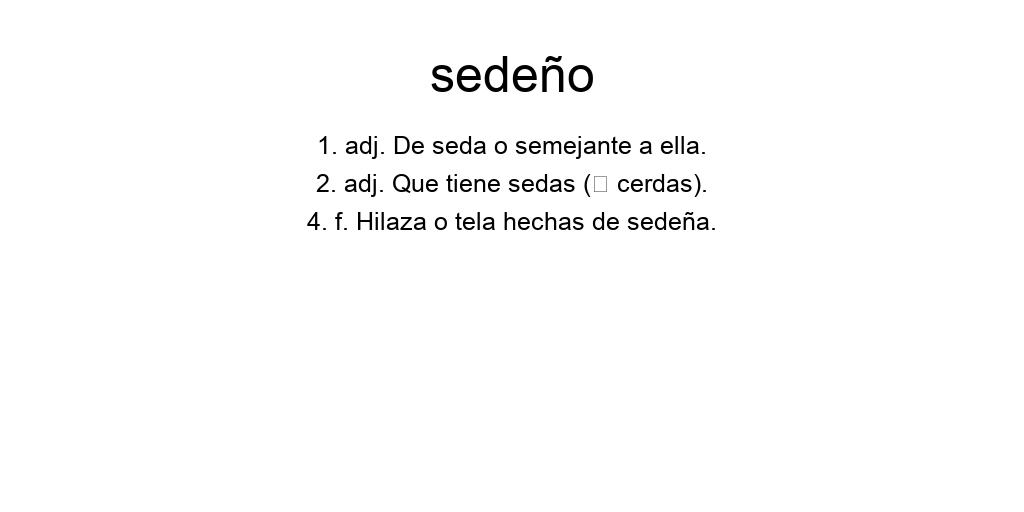 sedeño
1. adj. De seda o semejante a ella.
2. adj. Que tiene sedas (□ cerdas).
4. f. Hilaza o tela hechas de sedeña.